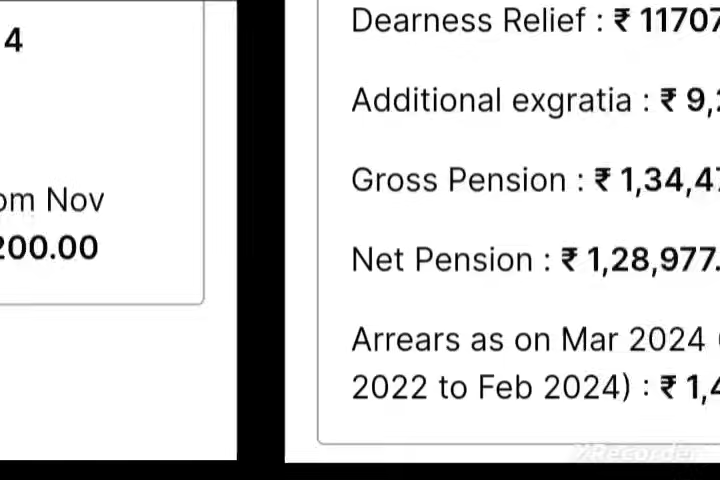 4
om Nov
200.00
Dearness Relief : ₹ 11707
Additional exgratia : ₹ 9,
Gross Pension : ₹ 1,34,47
Net Pension : ₹ 1,28,977.
Arrears as on Mar 2024
2022 to Feb 2024) : ₹ 1,4
XRecorder